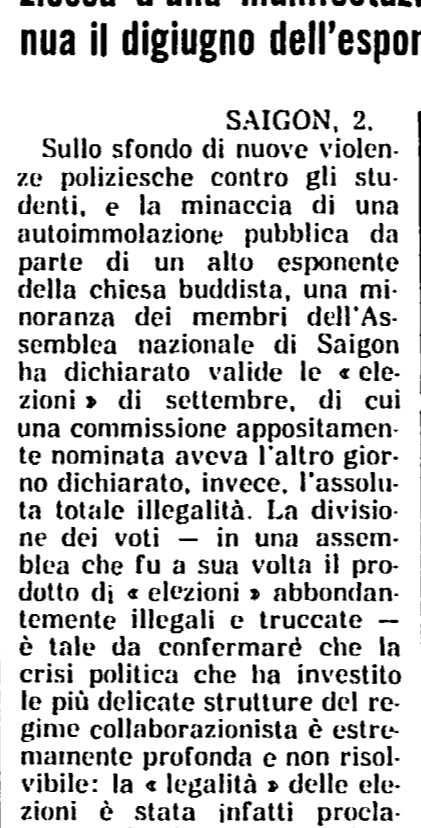 nua il digiugno dell'espon
SAIGON, 2.
Sullo sfondo di nuove violen-
ze poliziesche contro gli stu-
denti, e la minaccia di una
autoimmolazione pubblica da
parte di un alto esponente
della chiesa buddista, una mi-
noranza dei membri dell'As-
semblea nazionale di Saigon
ha dichiarato valide le « ele-
zioni » di settembre, di cui
una commissione appositamen-
te nominata aveva l'altro gior-
no dichiarato, invece, l'assolu-
ta totale illegalità. La divisio-
ne dei voti — in una assem-
blea che fu a sua volta il pro-
dotto di « elezioni » abbondan-
temente illegali e truccate —
è tale da confermarè che la
crisi politica che ha investito
le più delicate strutture del re-
gime collaborazionista è estre-
mamente profonda e non risol-
vibile: la « legalità » delle ele-
zioni è stata infatti procla-